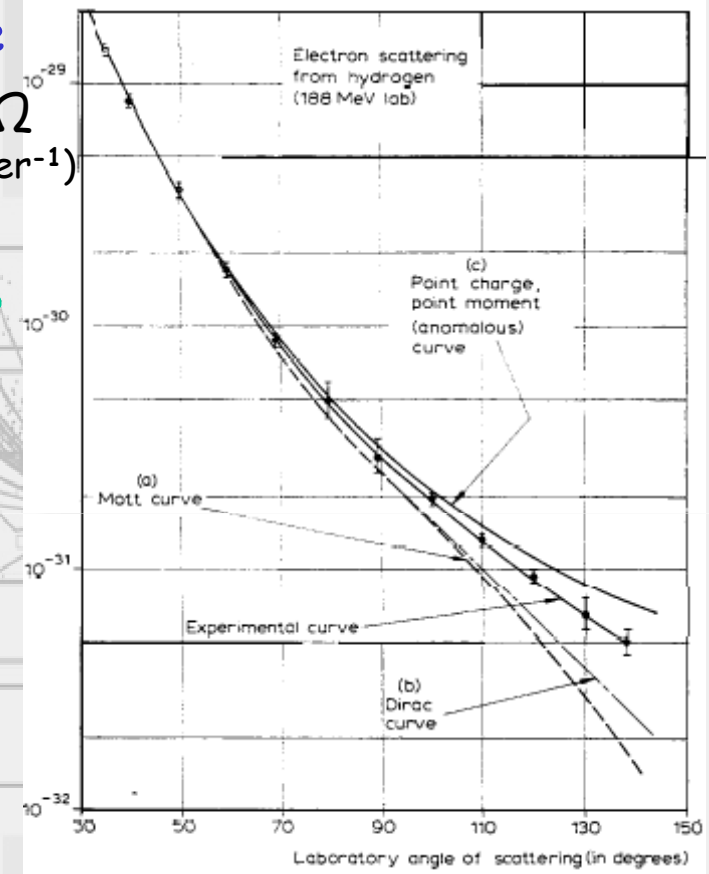 Electron scattering
from hydrogen
(188 MeV lab)
10-29
Ω
er-1)
(c)
Point charge,
point moment
(anomalous)
curve
10-30
(a)
Mott curve
10-31
Experimental curve
(b)
Dirac
curve
10-32
30 50 70 90 110 130 150
Laboratory angle of scattering (in degrees)